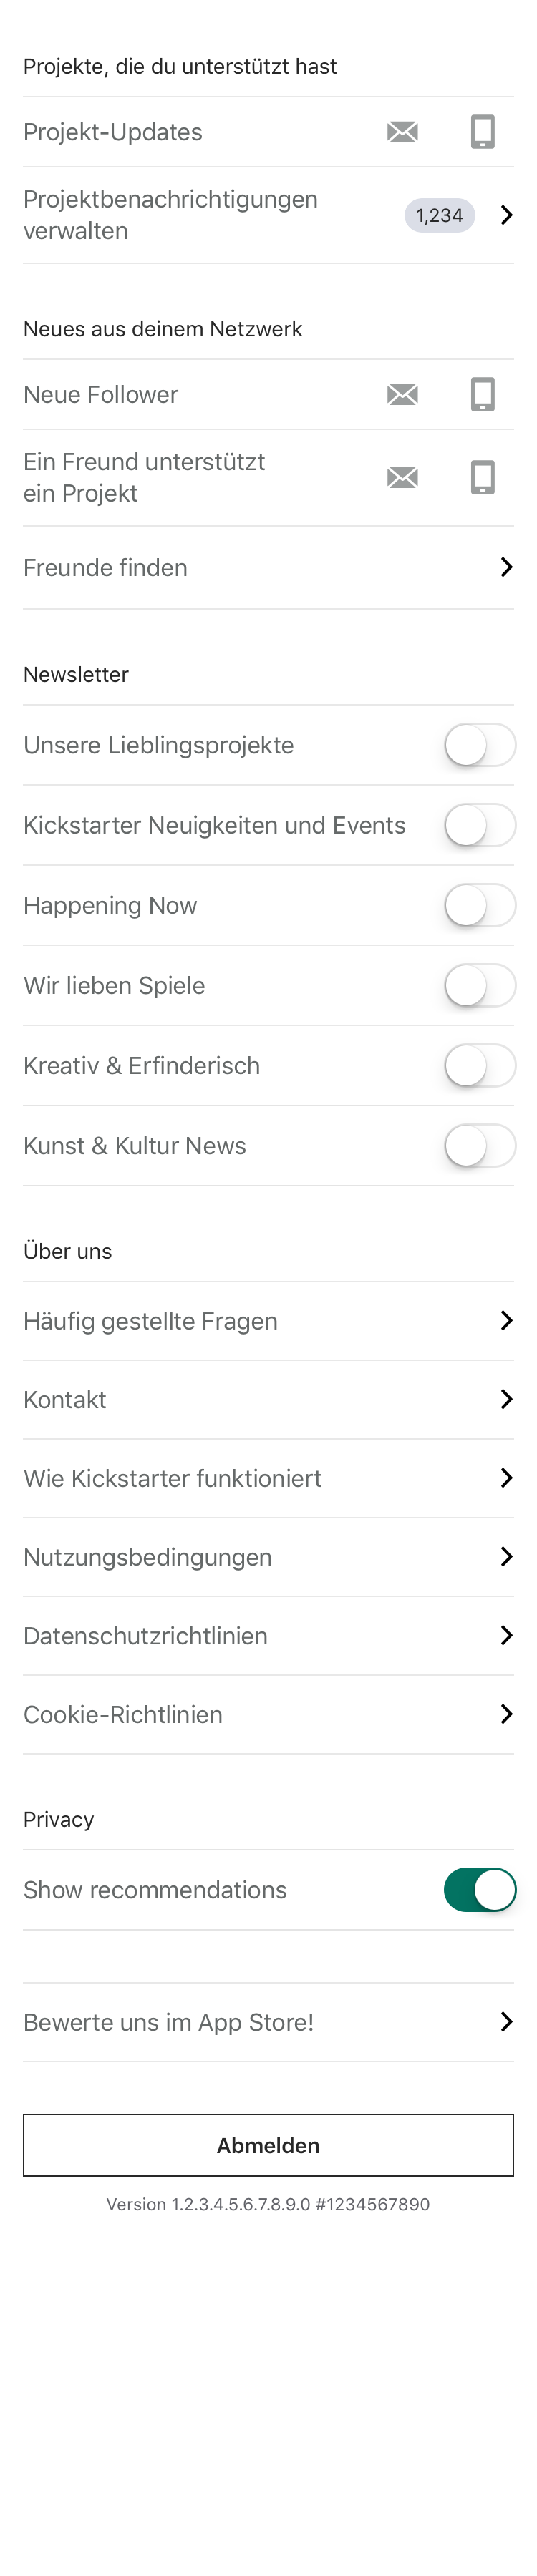 Projekte, die du unterstützt hast
Projekt-Updates
Projektbenachrichtigungen
verwalten
1,234
Neues aus deinem Netzwerk
Neue Follower
Ein Freund unterstützt
ein Projekt
Freunde finden
Newsletter
Unsere Lieblingsprojekte
Kickstarter Neuigkeiten und Events
Happening Now
Wir lieben Spiele
Kreativ & Erfinderisch
Kunst & Kultur News
Über uns
Häufig gestellte Fragen
Kontakt
Wie Kickstarter funktioniert
Nutzungsbedingungen
Datenschutzrichtlinien
Cookie-Richtlinien
Privacy
Show recommendations
Bewerte uns im App Store!
Abmelden
Version 1.2.3.4.5.6.7.8.9.0 #1234567890